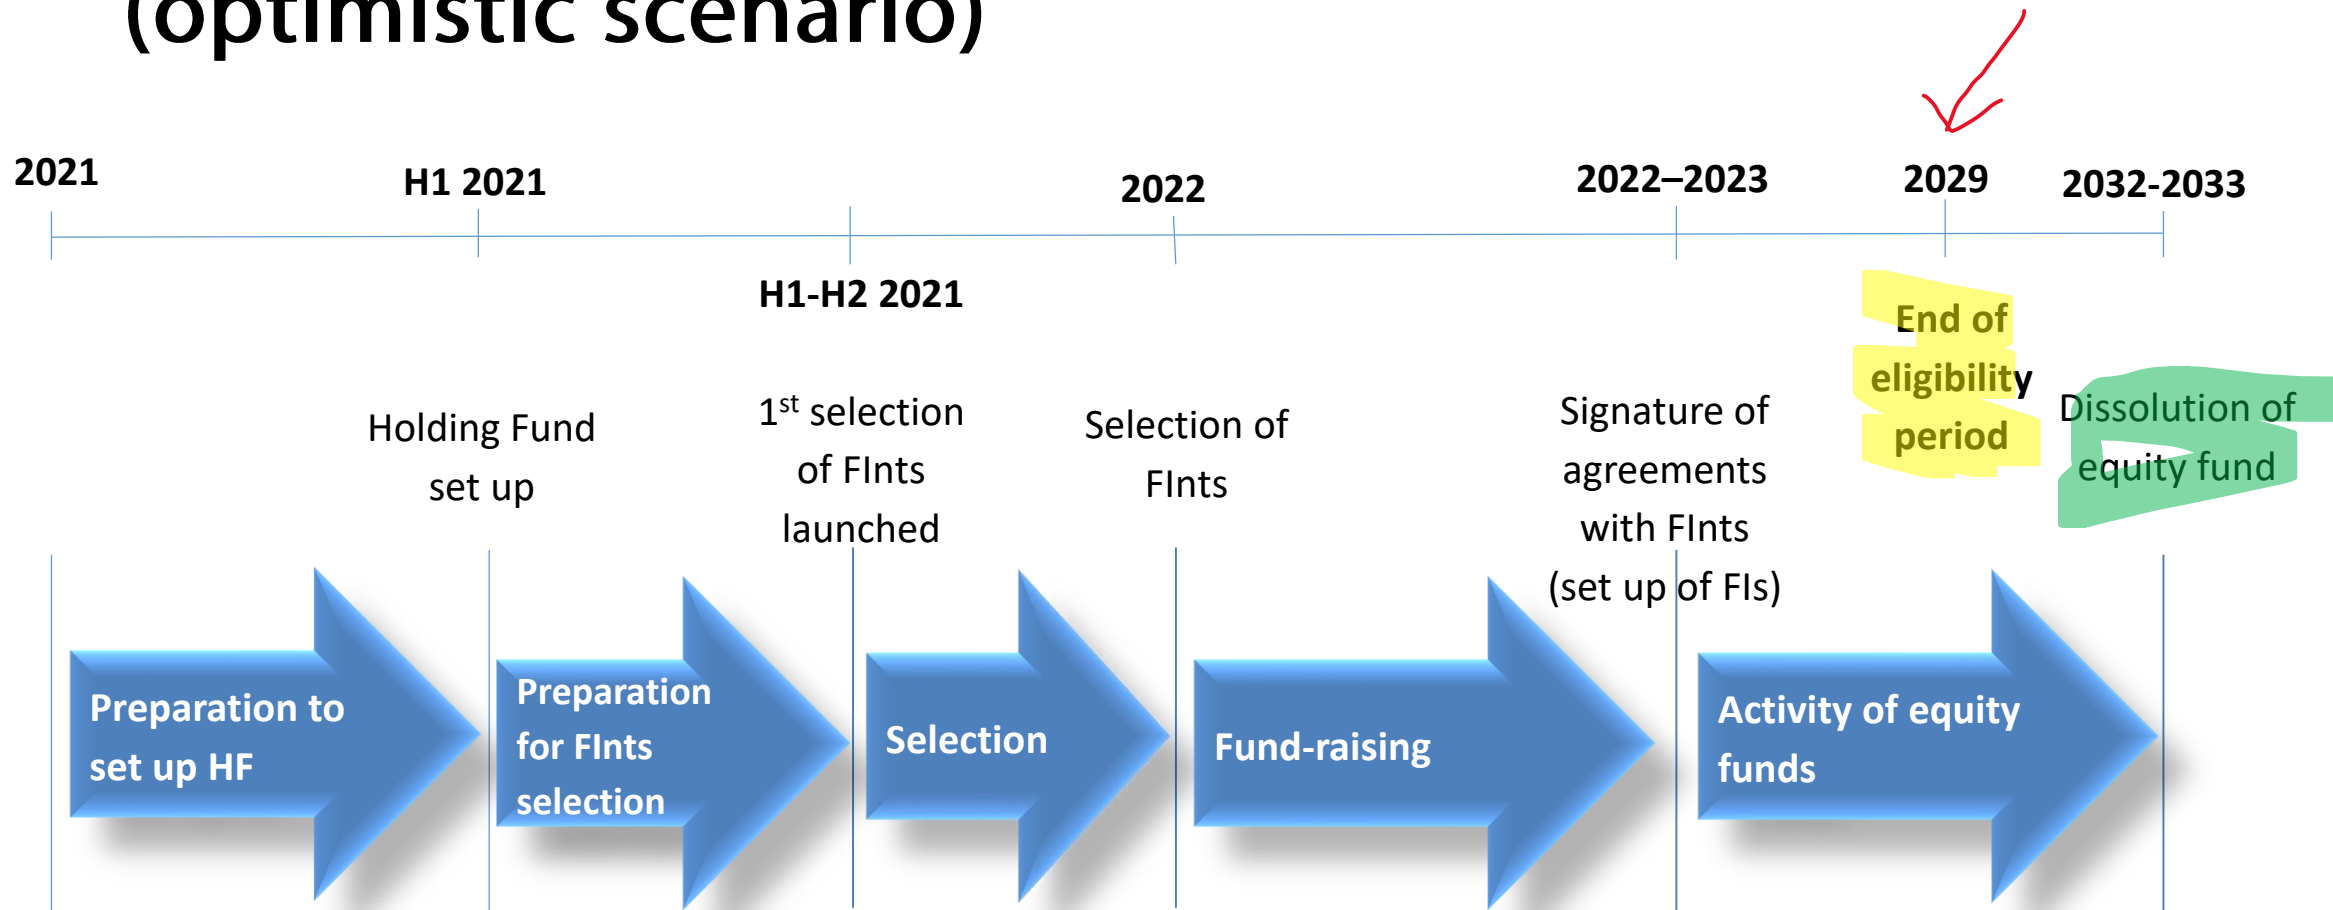 (optimistic scenario)
2021
H1 2021
2022
2022–2023
2029
2032-2033
H1-H2 2021
Holding Fund
set up
1st selection
of FInts
launched
Selection of
FInts
Signature of
agreements
with FInts
(set up of FIs)
End of
eligibility
period
Dissolution of
equity fund
Preparation to
set up HF
Preparation
for FInts
selection
Selection
Fund-raising
Activity of equity
funds